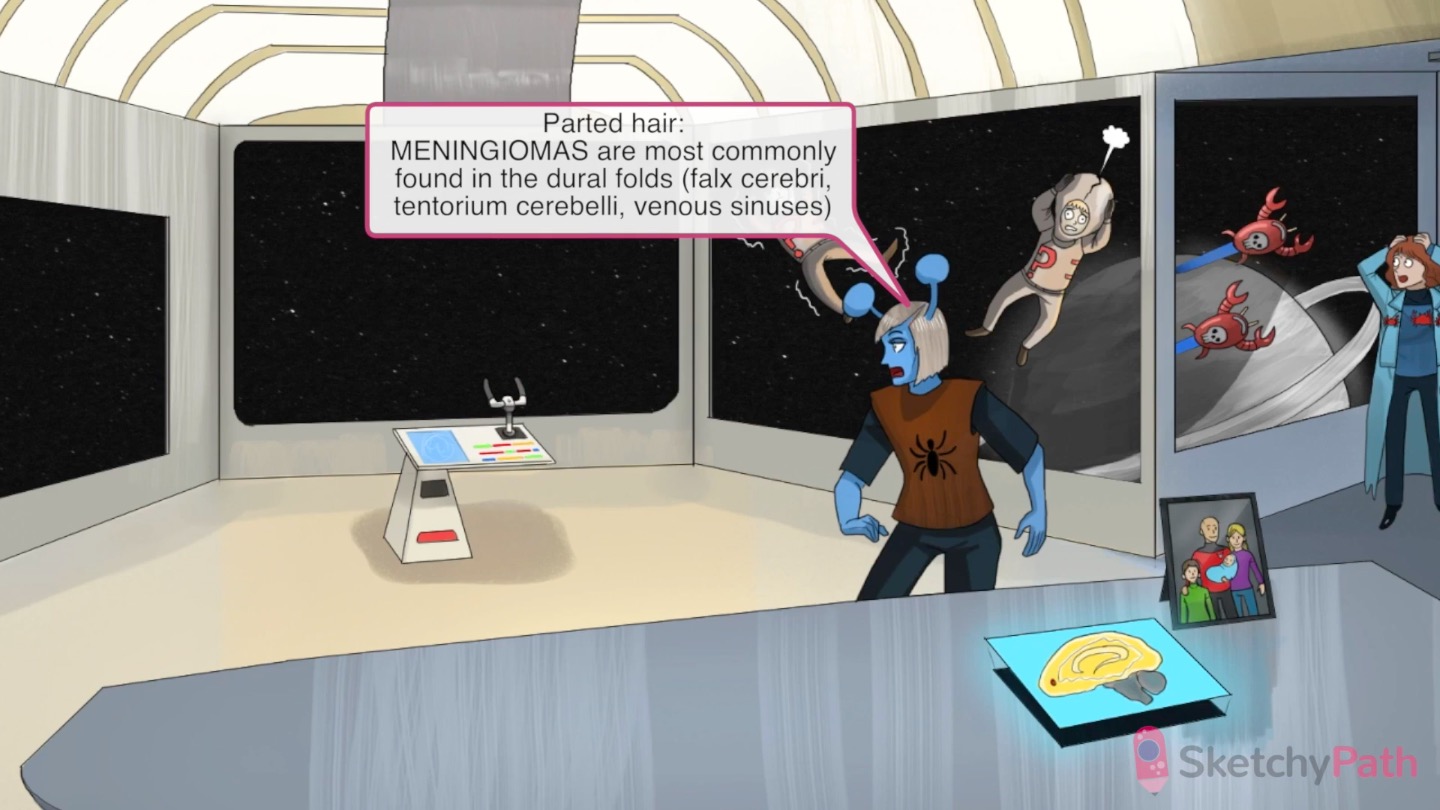 Parted hair:
MENINGIOMAS are most commonly
found in the dural folds (falx cerebri,
tentorium cerebelli, venous sinuses)
SketchyPath